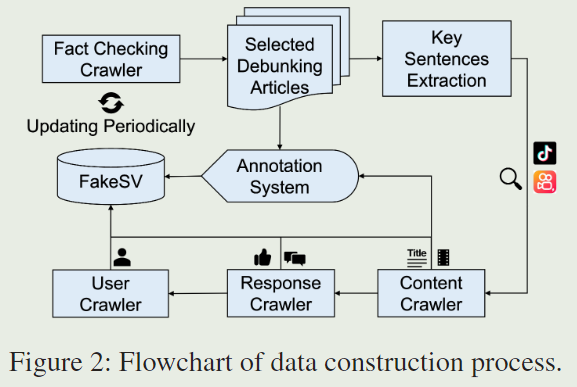 Fact Checking
Crawler
Selected
Debunking
Articles
Key
Sentences
Extraction
Updating Periodically
FakeSV
Annotation
System
Title
User
Crawler
Response
Crawler
Content
Crawler
Figure 2: Flowchart of data construction process.